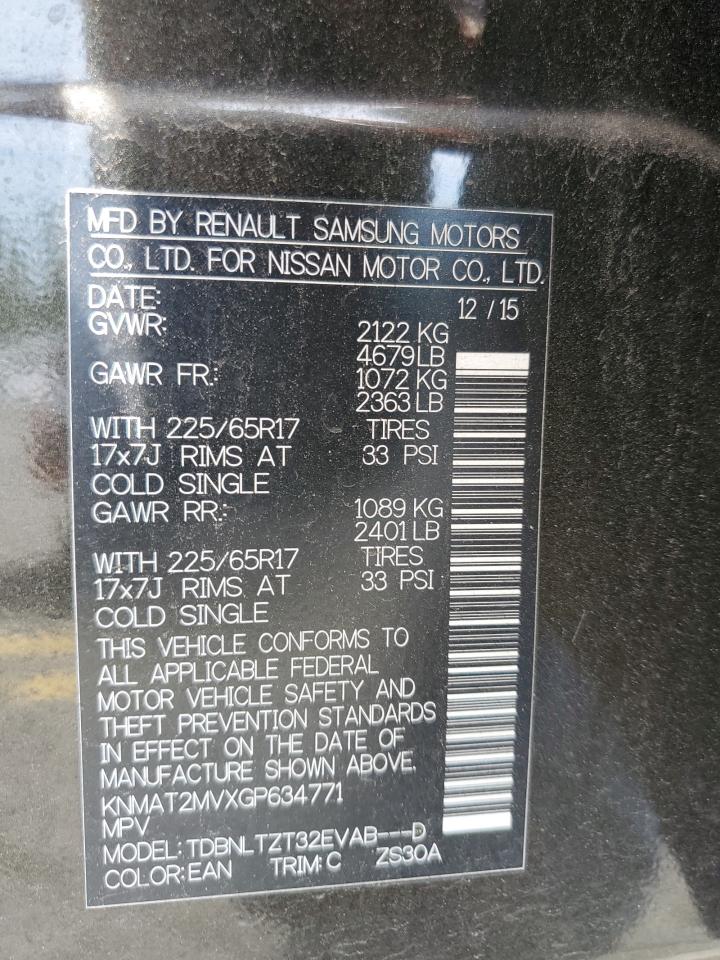 MFD BY RENAULT SAMSUNG MOTORS
CO., LTD. FOR NISSAN MOTOR CO., LTD.
DATE: 12 / 15
GVWR: 2122 KG
4679 LB
GAWR FR.: 1072 KG
2363 LB
WITH 225/65R17 TIRES
17x7J RIMS AT 33 PSI
COLD SINGLE
GAWR RR.: 1089 KG
2401 LB
WITH 225/65R17 TIRES
17x7J RIMS AT 33 PSI
COLD SINGLE
THIS VEHICLE CONFORMS TO
ALL APPLICABLE FEDERAL
MOTOR VEHICLE SAFETY AND
THEFT PREVENTION STANDARDS
IN EFFECT ON THE DATE OF
MANUFACTURE SHOWN ABOVE.
KNMAT2MVXGP634771
MPV
MODEL: TDBNLTZT32EVAB---D
COLOR: EAN TRIM: C ZS30A